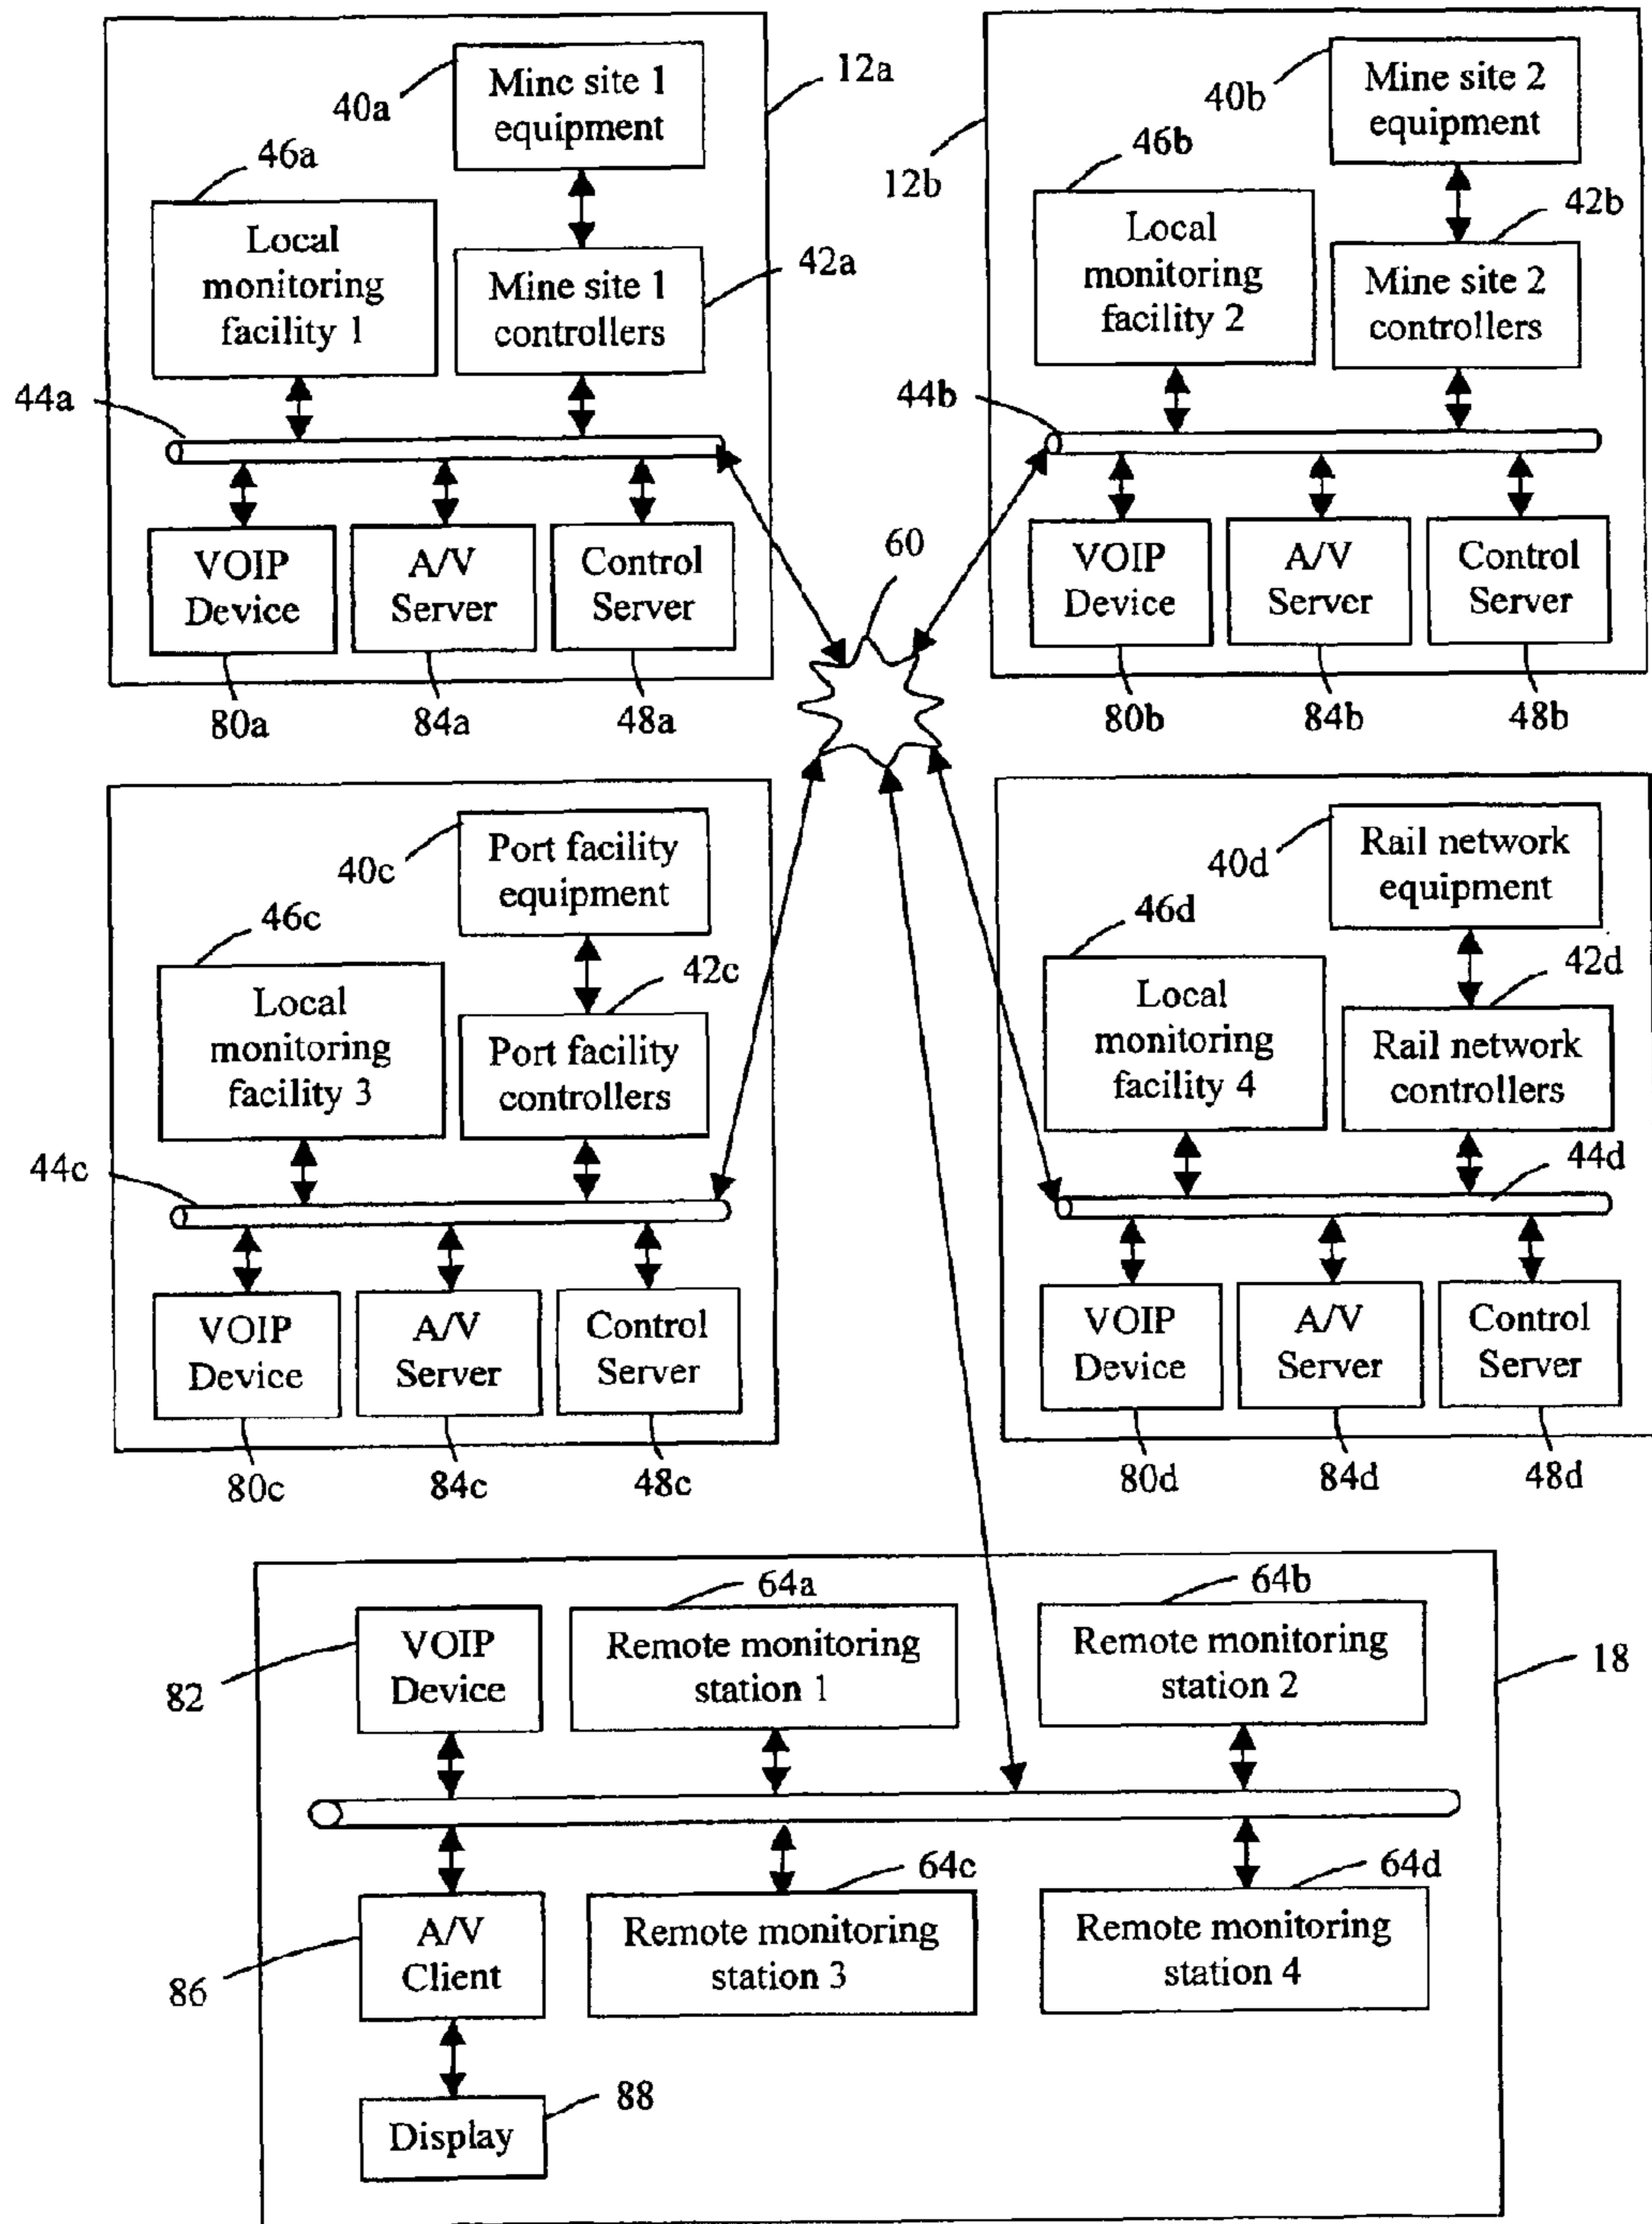 Minc site 1
equipment
40a
12a
46a
Local
monitoring
facility 1
Mine site 1
controllers
42a
44a
VOIP
Device
A/V
Server
Control
Server
80a
84a
48a
Mine site 2
equipment
40b
12b
46b
Local
monitoring
facility 2
Mine site 2
controllers
42b
44b
VOIP
Device
A/V
Server
Control
Server
80b
84b
48b
60
Port facility
equipment
40c
46c
Local
monitoring
facility 3
Port facility
controllers
42c
44c
VOIP
Device
A/V
Server
Control
Server
80c
84c
48c
Rail network
equipment
40d
46d
Local
monitoring
facility 4
Rail network
controllers
42d
44d
VOIP
Device
A/V
Server
Control
Server
80d
84d
48d
VOIP
Device
82
64a
Remote monitoring
station 1
64b
Remote monitoring
station 2
18
A/V
Client
86
64c
Remote monitoring
station 3
64d
Remote monitoring
station 4
Display
88